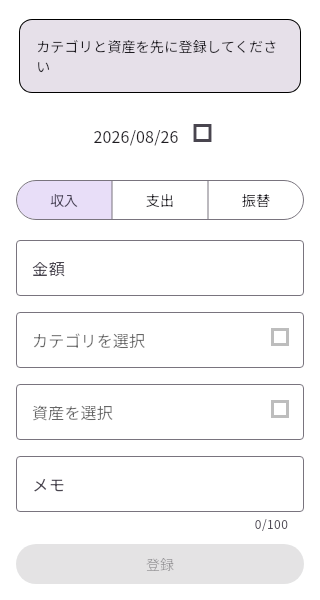 カテゴリと資産を先に登録してくださ
い
2026/08/26
収入
支出
振替
金額
カテゴリを選択
資産を選択
メモ
0/100
登録